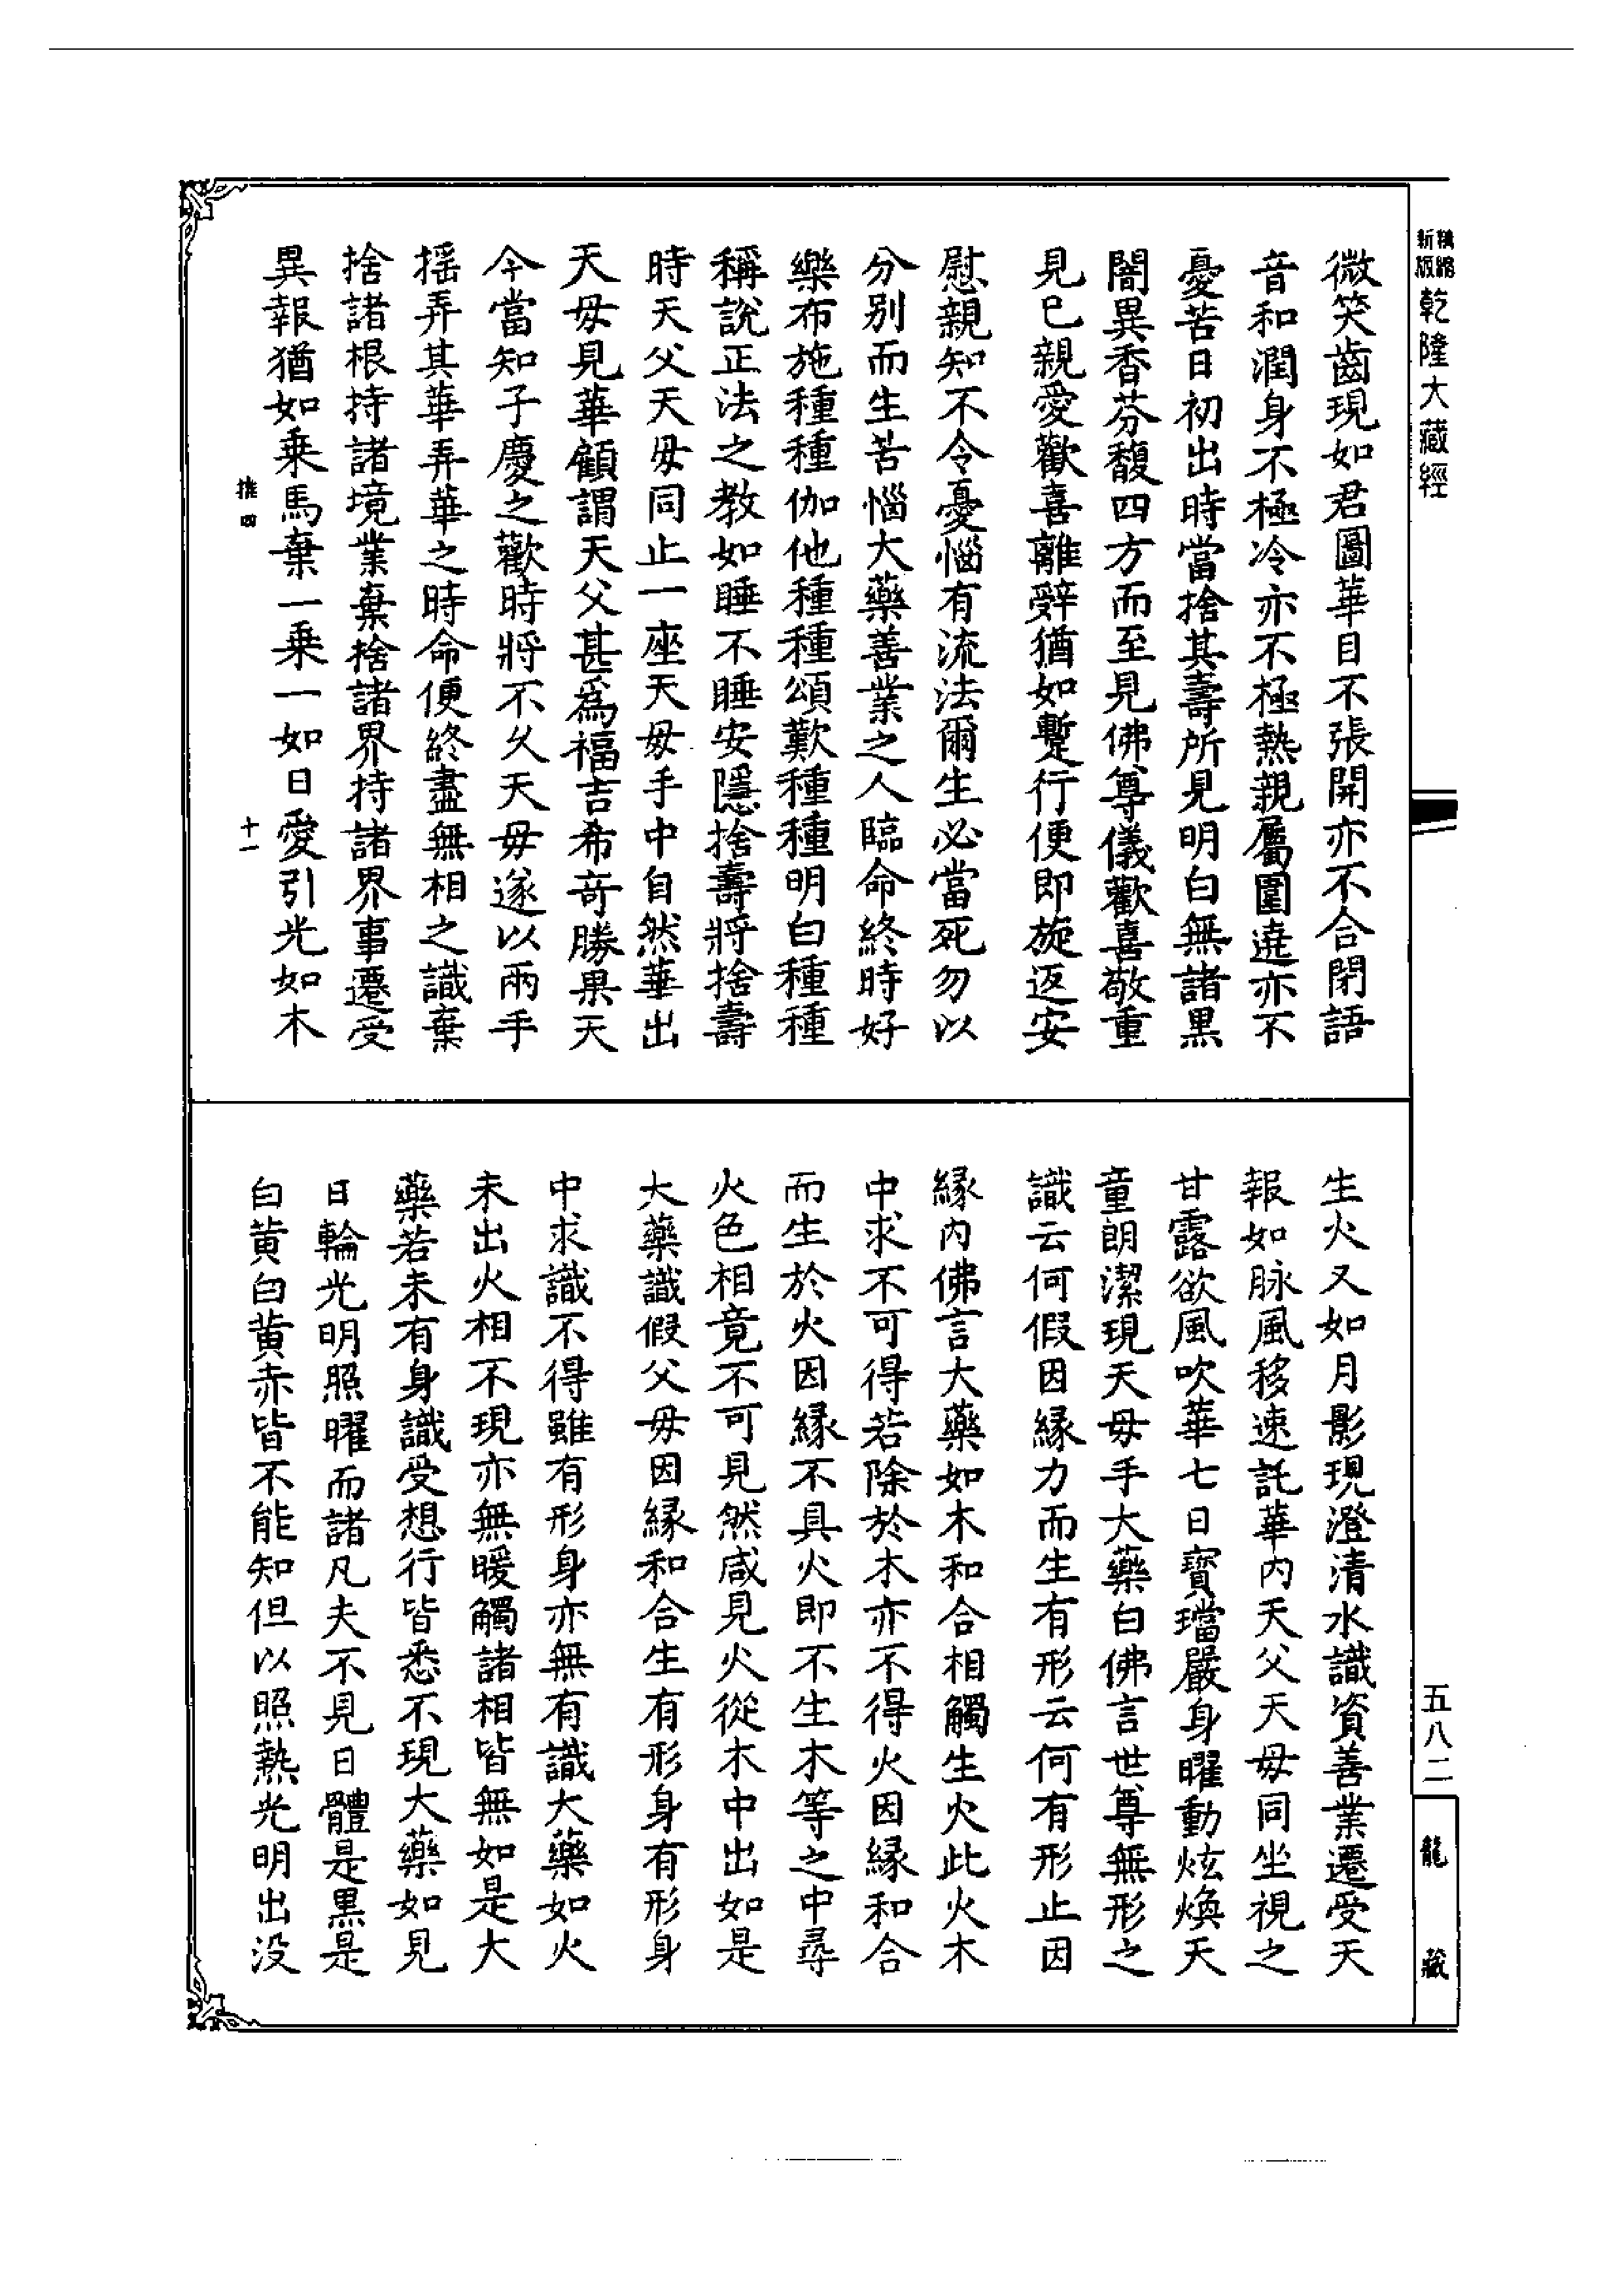 精縮
新版
乾隆大藏經
微笑齒現如君圖華目不張開亦不合閉語
音和潤身不極冷亦不極熱親屬圍遶亦不
憂苦日初出時當捨其壽所見明白無諸黑
闇異香芬馥四方而至見佛尊儀歡喜敬重
見已親愛歡喜離辭猶如蹔行便即旋返安
慰親知不令憂惱有流法爾生必當死勿以
分別而生苦惱大藥善業之人臨命終時好
樂布施種種伽他種種頌歎種種明白種種
稱說正法之教如睡不睡安隱捨壽將捨壽
時天父天母同止一座天母手中自然華出
天母見華顧謂天父甚為福吉希奇勝果天
今當知子慶之歡時將不久天母遂以兩手
搖弄其華弄華之時命便終盡無相之識棄
捨諸根持諸境業棄捨諸界持諸界事遷受
異報猶如乘馬棄一乘一如日愛引光如木
推四
十一
生火又如月影現澄清水識資善業遷受天
報如脉風移速託華內天父天母同坐視之
甘露欲風吹華七日寶璫嚴身曜動炫煥天
童朗潔現天母手大藥白佛言世尊無形之
識云何假因緣力而生有形云何有形止因
緣內佛言大藥如木和合相觸生火此火木
中求不可得若除於木亦不得火因緣和合
而生於火因緣不具火即不生木等之中尋
火色相竟不可見然咸見火從木中出如是
大藥識假父母因緣和合生有形身有形身
中求識不得雖有形身亦無有識大藥如火
未出火相不現亦無暖觸諸相皆無如是大
藥若未有身識受想行皆悉不現大藥如見
日輪光明照曜而諸凡夫不見日體是黑是
白黃白黃赤皆不能知但以照熱光明出沒
五八二
龍藏